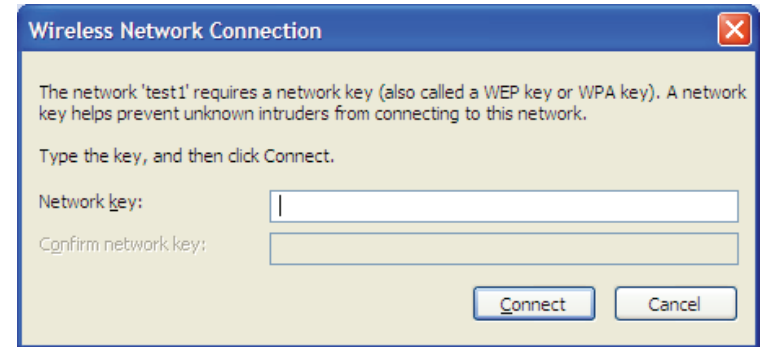 Wireless Network Connection
The network 'test1' requires a network key (also called a WEP key or WPA key). A network
key helps prevent unknown intruders from connecting to this network.
Type the key, and then click Connect.
Network key:
Confirm network key:
Connect Cancel